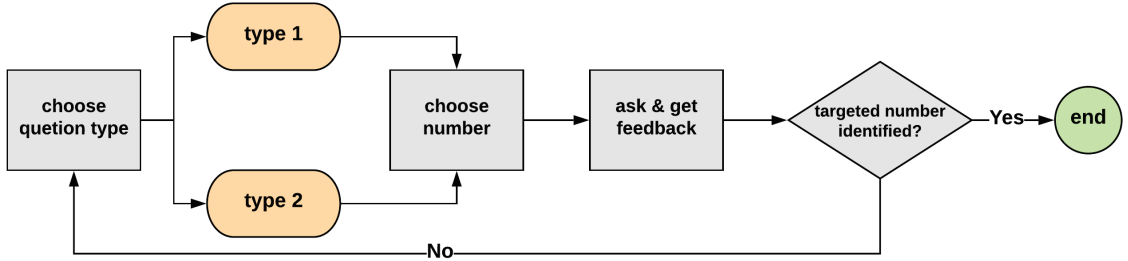 choose
quetion type
type 1
type 2
choose
number
ask & get
feedback
targeted number
identified?
Yes
end
No